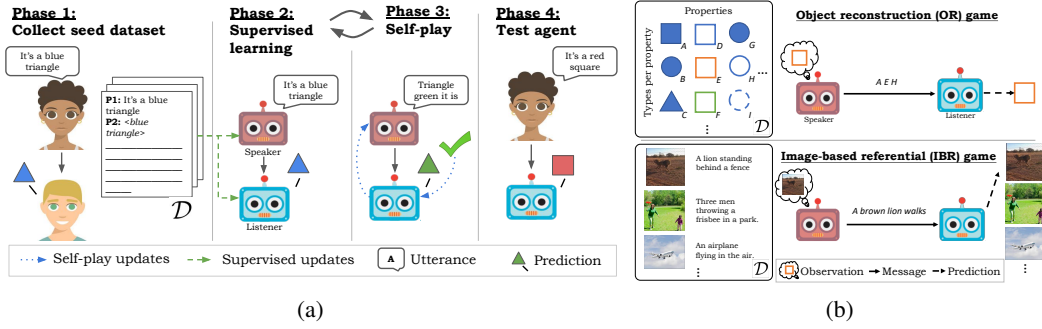 Phase 1:
Collect seed dataset
It's a blue
triangle
P1: It's a blue
triangle
P2: <blue
triangle>
D
Phase 2:
Supervised
learning
It's a blue
triangle
Speaker
Listener
Phase 3:
Self-play
Triangle
green it is
Phase 4:
Test agent
It's a red
square
Self-play updates
Supervised updates
A
Utterance
Prediction
(a)
Properties
Types per property
A
D
G
B
E
H
...
C
F
I
⋮
D
Object reconstruction (OR) game
A E H
Speaker
Listener
A lion standing
behind a fence
Three men
throwing a
frisbee in a park.
An airplane
flying in the air.
⋮
D
Image-based referential (IBR) game
A brown lion walks
⋮
Observation
Message
Prediction
(b)